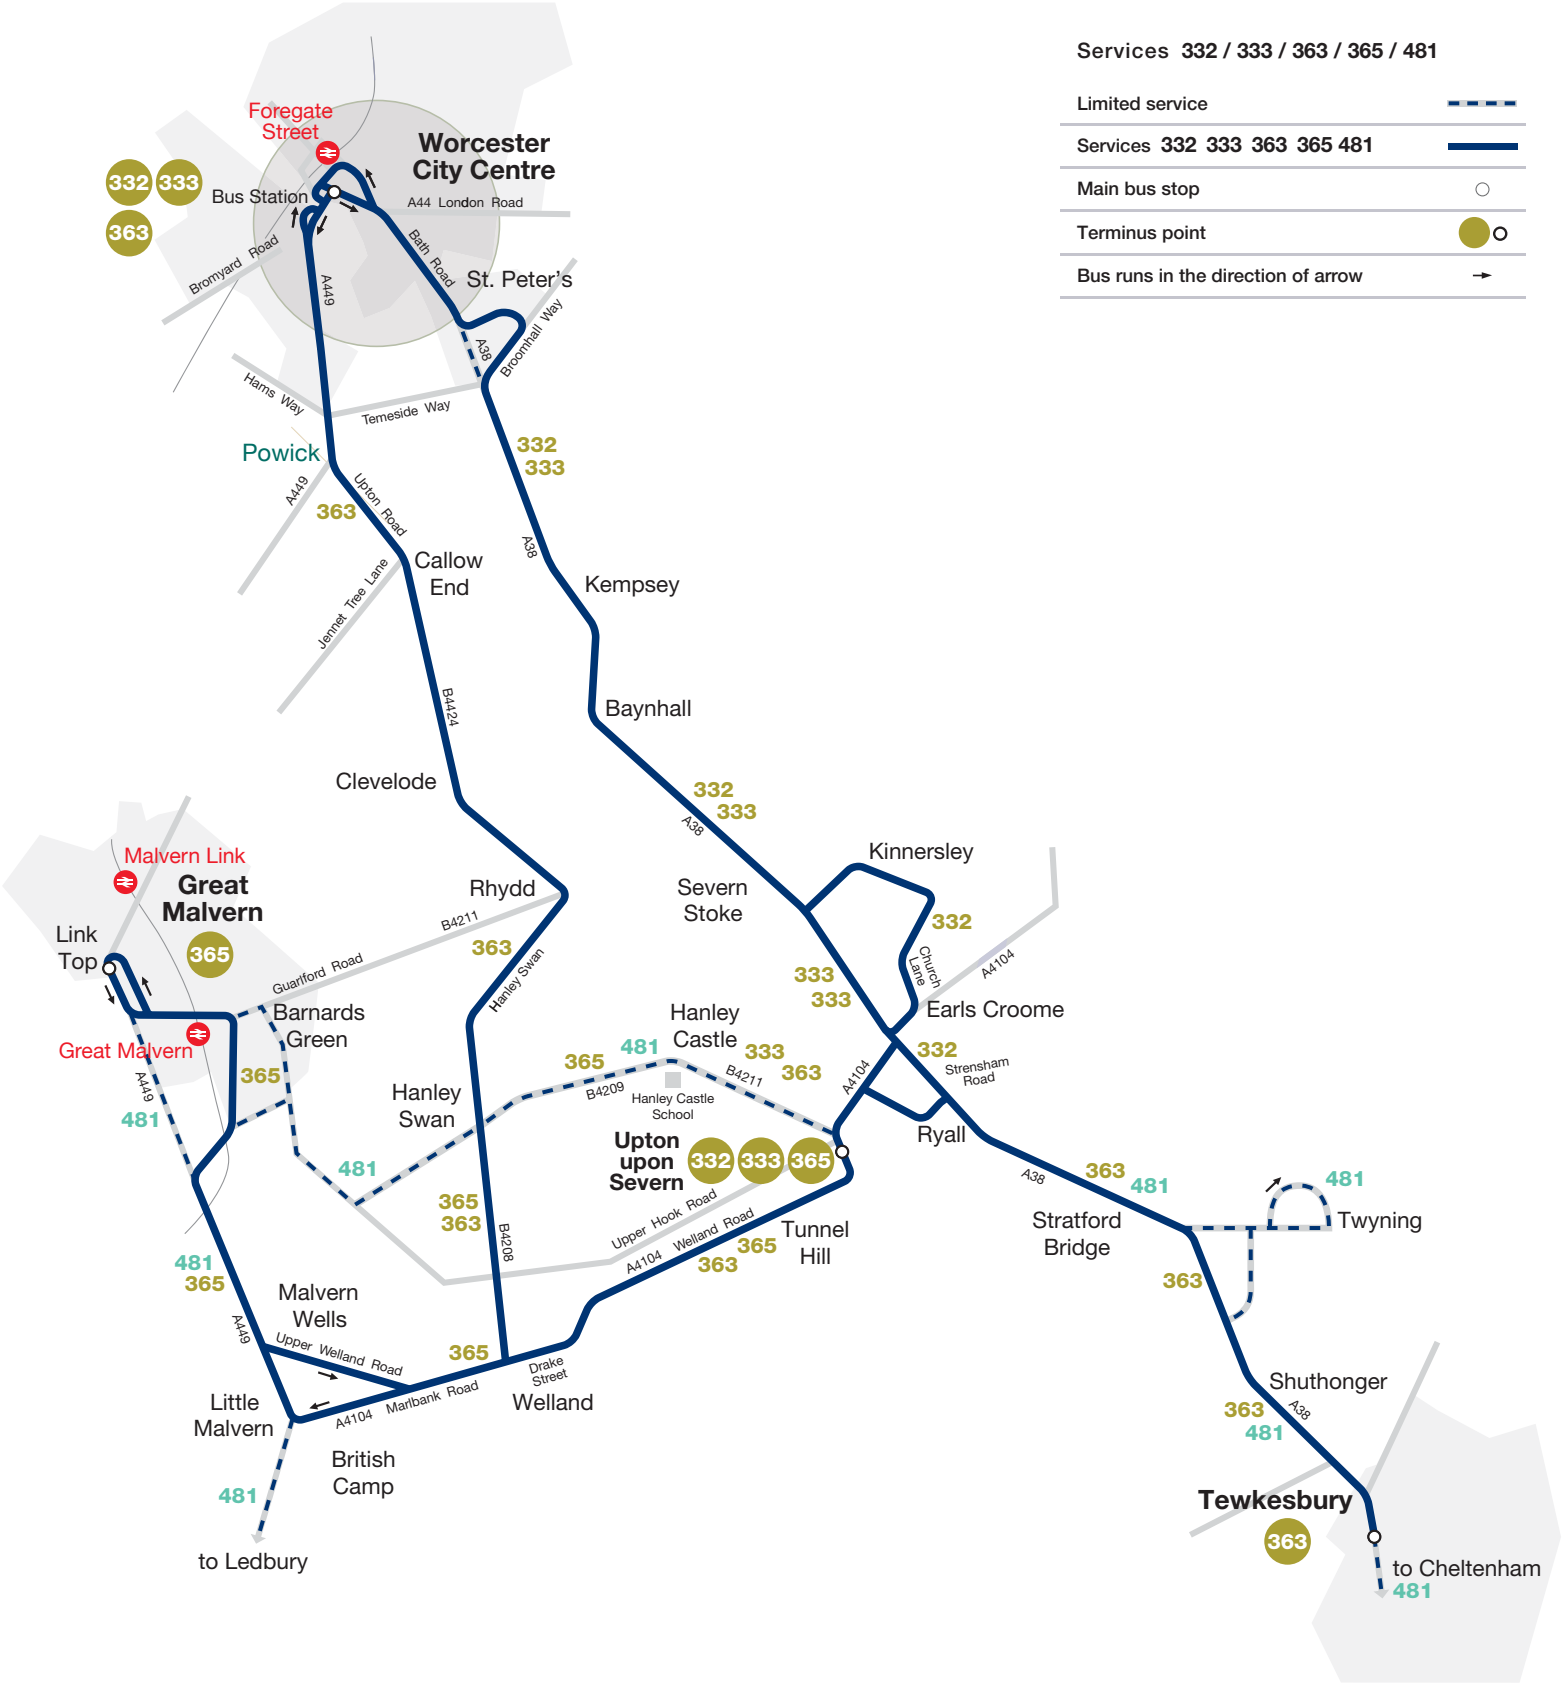 Services 332 / 333 / 363 / 365 / 481
Limited service
Services 332 333 363 365 481
Main bus stop
Terminus point
Bus runs in the direction of arrow
Foregate
Street
Worcester
City Centre
332
333
363
Bus Station
A44 London Road
Bromyard Road
A449
Bath Road
St. Peter's
A38
Broomhall Way
Hams Way
Temeside Way
Powick
A449
Upton Road
363
332
333
A38
Callow
End
Jennet Tree Lane
Kempsey
B4424
Baynhall
Clevelode
332
333
A38
Malvern Link
Great
Malvern
365
Link
Top
Rhydd
B4211
363
Guarlford Road
Hanley Swan
Severn
Stoke
Kinnersley
332
Church
Lane
A4104
333
333
Earls Croome
Barnards
Green
Great Malvern
365
A449
481
Hanley
Castle
481
365
B4209
333
363
B4211
Hanley Castle
School
A4104
332
Strensham
Road
Hanley
Swan
Ryall
Upton
upon
Severn
332
333
365
481
365
363
B4208
Upper Hook Road
A4104 Welland Road
365
363
Tunnel
Hill
A38
363
481
Stratford
Bridge
481
Twyning
363
481
365
A449
Malvern
Wells
Upper Welland Road
365
Drake
Street
Welland
A4104 Marlbank Road
Little
Malvern
British
Camp
481
to Ledbury
Shuthonger
363
481
A38
Tewkesbury
363
to Cheltenham
481